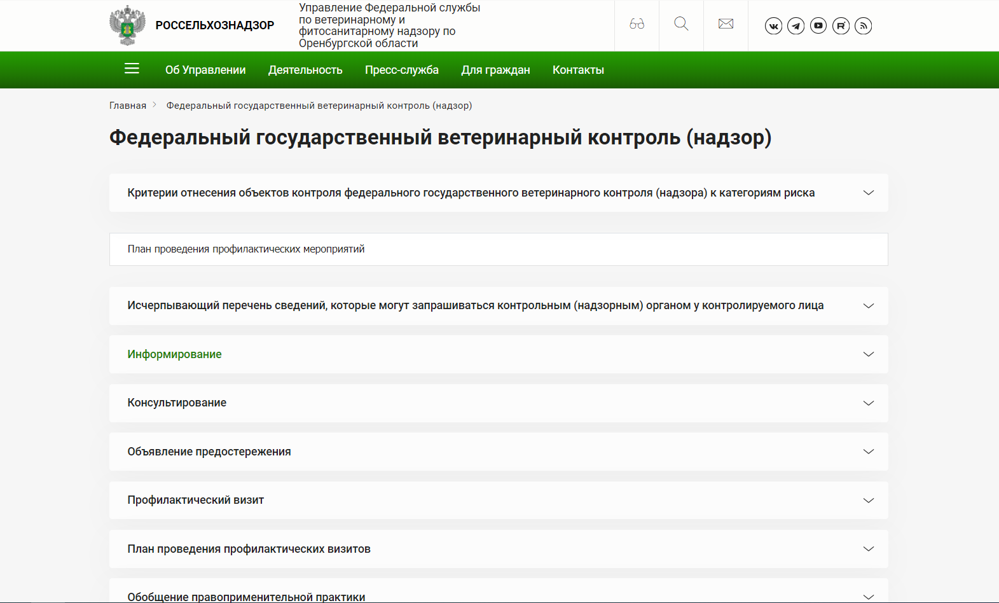 РОССЕЛЬХОЗНАДЗОР
Управление Федеральной службы
по ветеринарному и
фитосанитарному надзору по
Оренбургской области
Об Управлении Деятельность Пресс-служба Для граждан Контакты
Главная Федеральный государственный ветеринарный контроль (надзор)
Федеральный государственный ветеринарный контроль (надзор)
Критерии отнесения объектов контроля федерального государственного ветеринарного контроля (надзора) к категориям риска
План проведения профилактических мероприятий
Исчерпывающий перечень сведений, которые могут запрашиваться контрольным (надзорным) органом у контролируемого лица
Информирование
Консультирование
Объявление предостережения
Профилактический визит
План проведения профилактических визитов
Обобщение правоприменительной практики